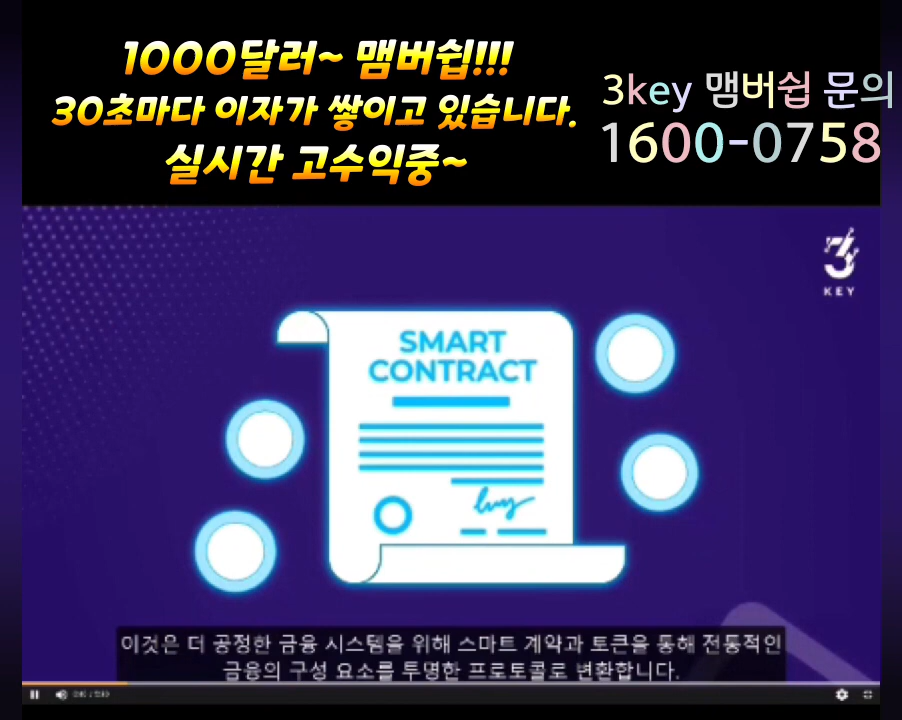 1000달러~ 맴버쉽!!!
30초마다 이자가 쌓이고 있습니다.
실시간 고수익중~
3key 맴버쉽 문의
1600-0758
3
KEY
SMART
CONTRACT
이것은 더 공정한 금융 시스템을 위해 스마트 계약과 토큰을 통해 전통적인
금융의 구성 요소를 투명한 프로토콜로 변환합니다.